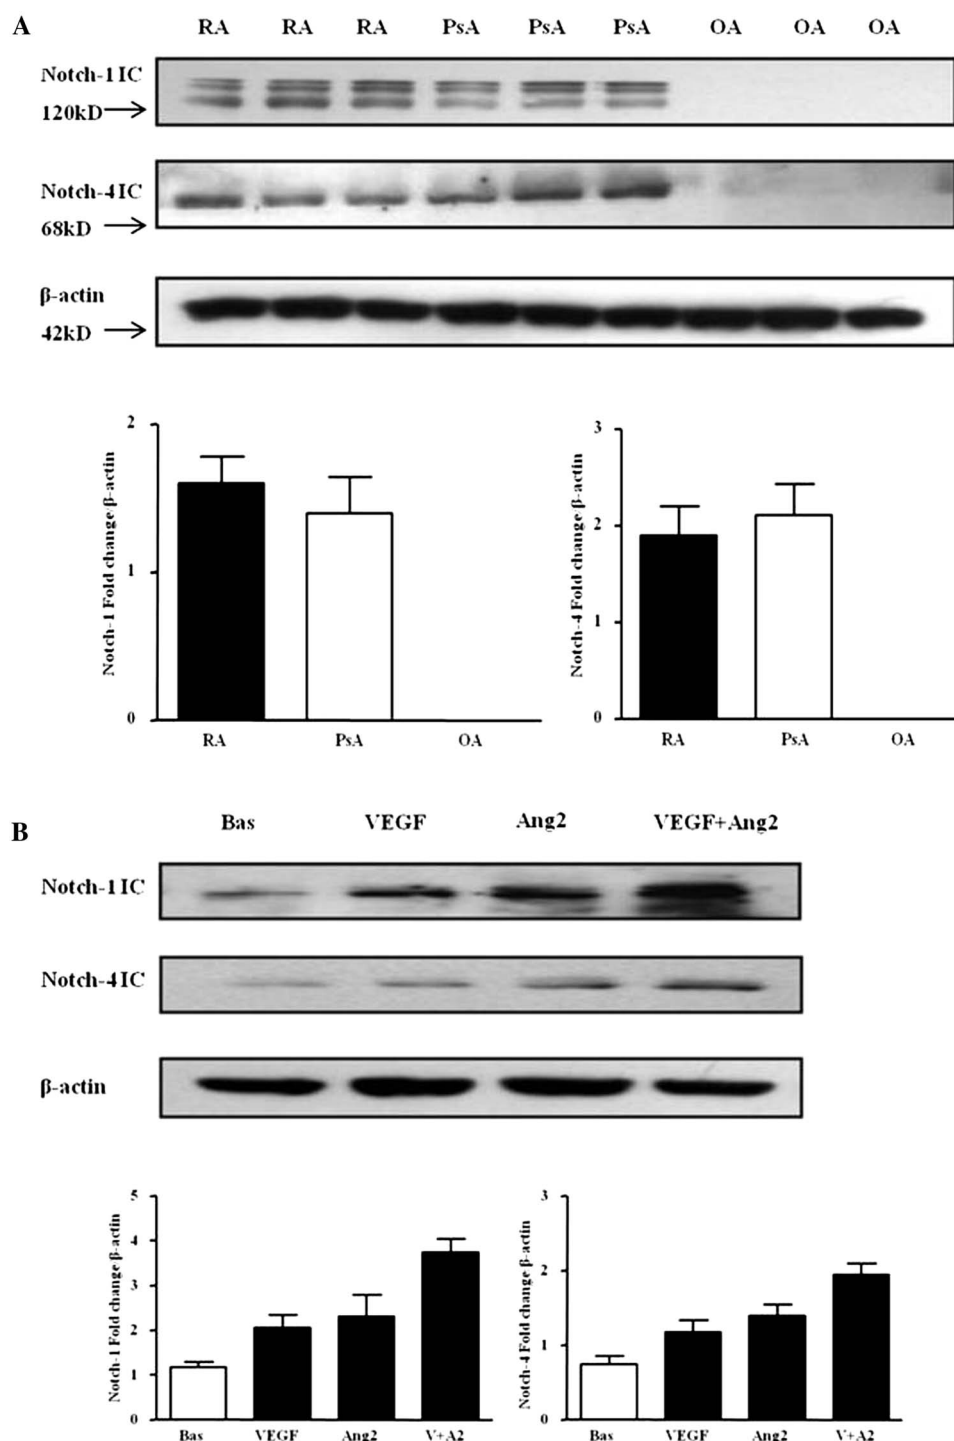 A
RA RA RA PsA PsA PsA OA OA OA
Notch-1 IC
120kD
Notch-4 IC
68kD
β-actin
42kD
Notch-1 Fold change/β-actin
2
1
0
RA PsA OA
Notch-4 Fold change/β-actin
3
2
1
0
RA PsA OA
B
Bas VEGF Ang2 VEGF+Ang2
Notch-1 IC
Notch-4 IC
β-actin
Notch-1 Fold change/β-actin
5
4
3
2
1
0
Bas VEGF Ang2 V+A2
Notch-4 Fold change/β-actin
3
2
1
0
Bas VEGF Ang2 V+A2